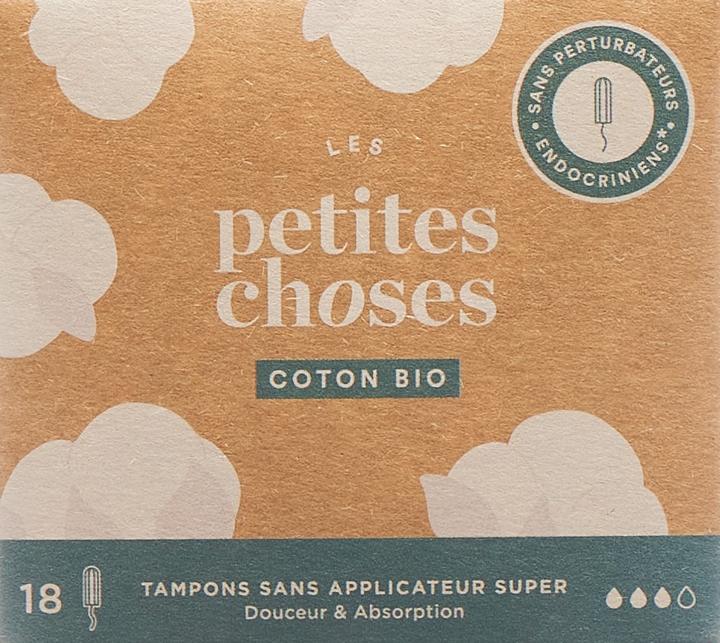 SANS PERTURBATEURS
ENDOCRINIENS*
LES
petites
choses
COTON BIO
18
TAMPONS SANS APPLICATEUR SUPER
Douceur & Absorption